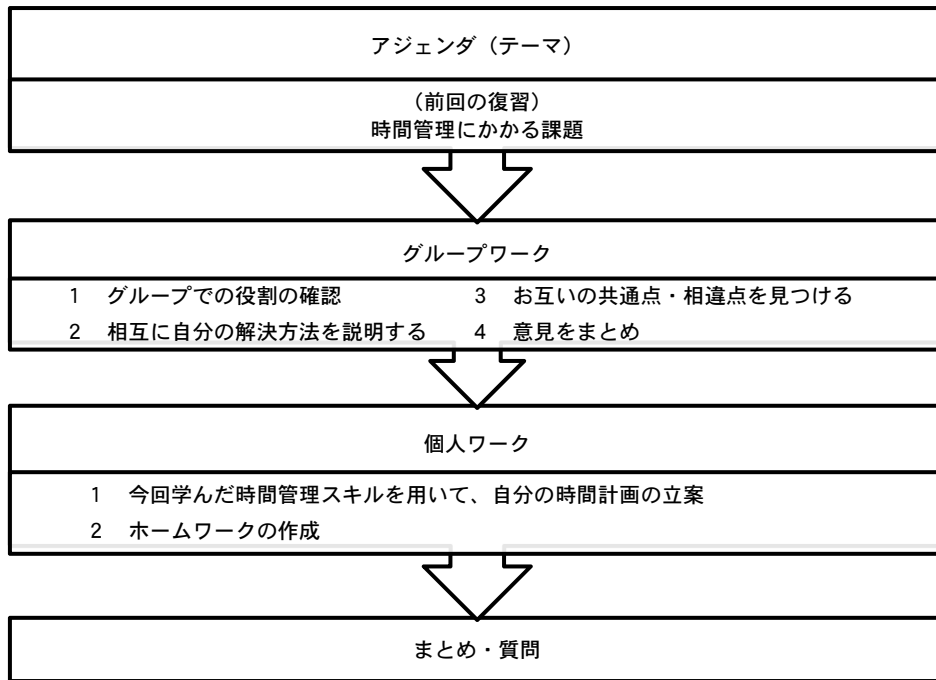 アジェンダ（テーマ）
（前回の復習）
時間管理にかかる課題
グループワーク
1　グループでの役割の確認
2　相互に自分の解決方法を説明する
3　お互いの共通点・相違点を見つける
4　意見をまとめ
個人ワーク
1　今回学んだ時間管理スキルを用いて、自分の時間計画の立案
2　ホームワークの作成
まとめ・質問